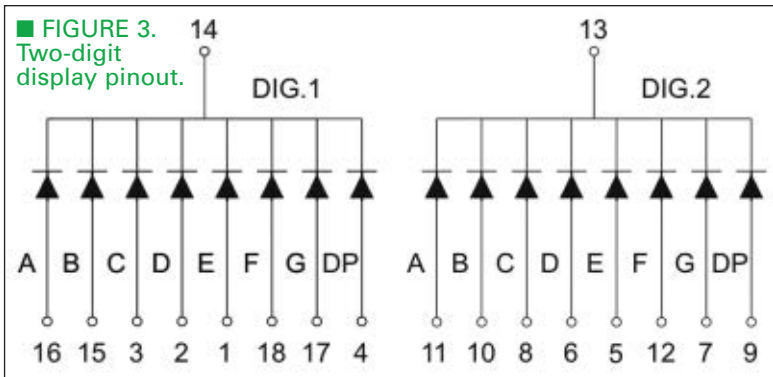 ■ FIGURE 3.
Two-digit
display pinout.
14 13
DIG.1 DIG.2
A B C D E F G DP A B C D E F G DP
16 15 3 2 1 18 17 4 11 10 8 6 5 12 7 9